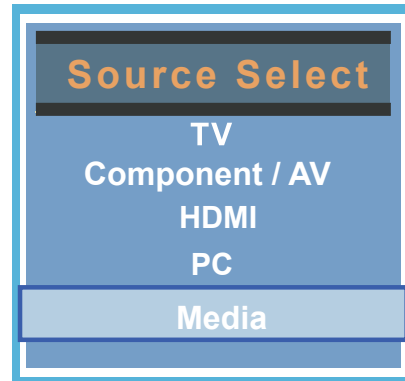 Source Select
TV
Component / AV
HDMI
PC
Media